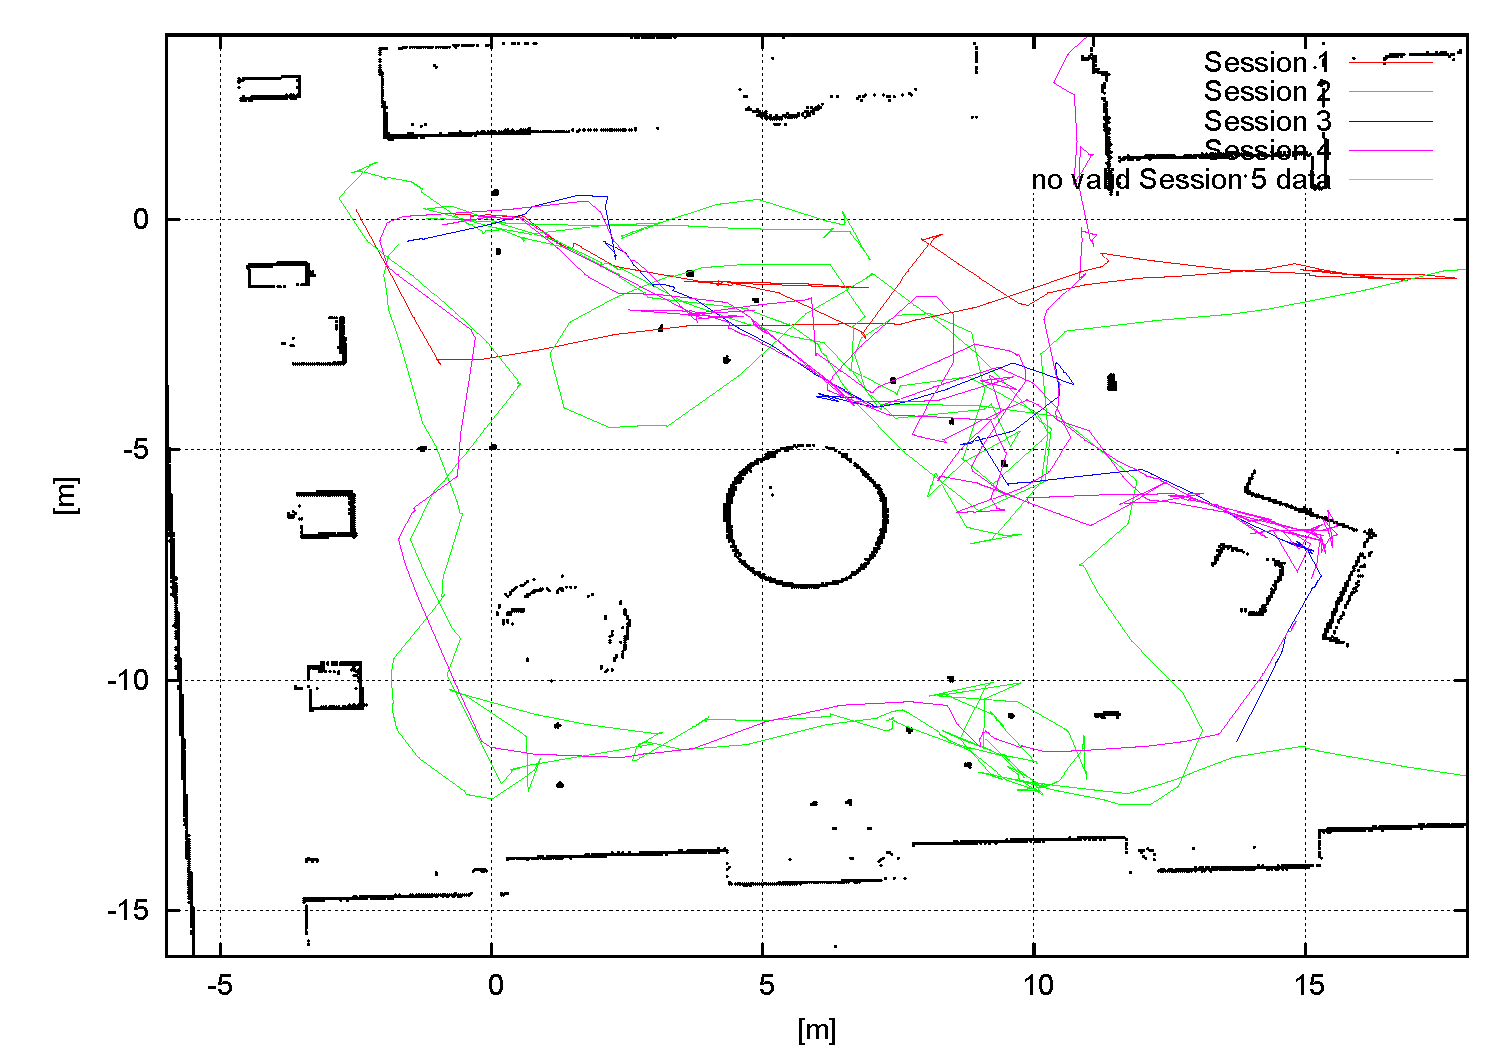 Session 1
Session 2
Session 3
Session 4
no valid Session 5 data
0
-5
-10
-15
[m]
-5
0
5
10
15
[m]